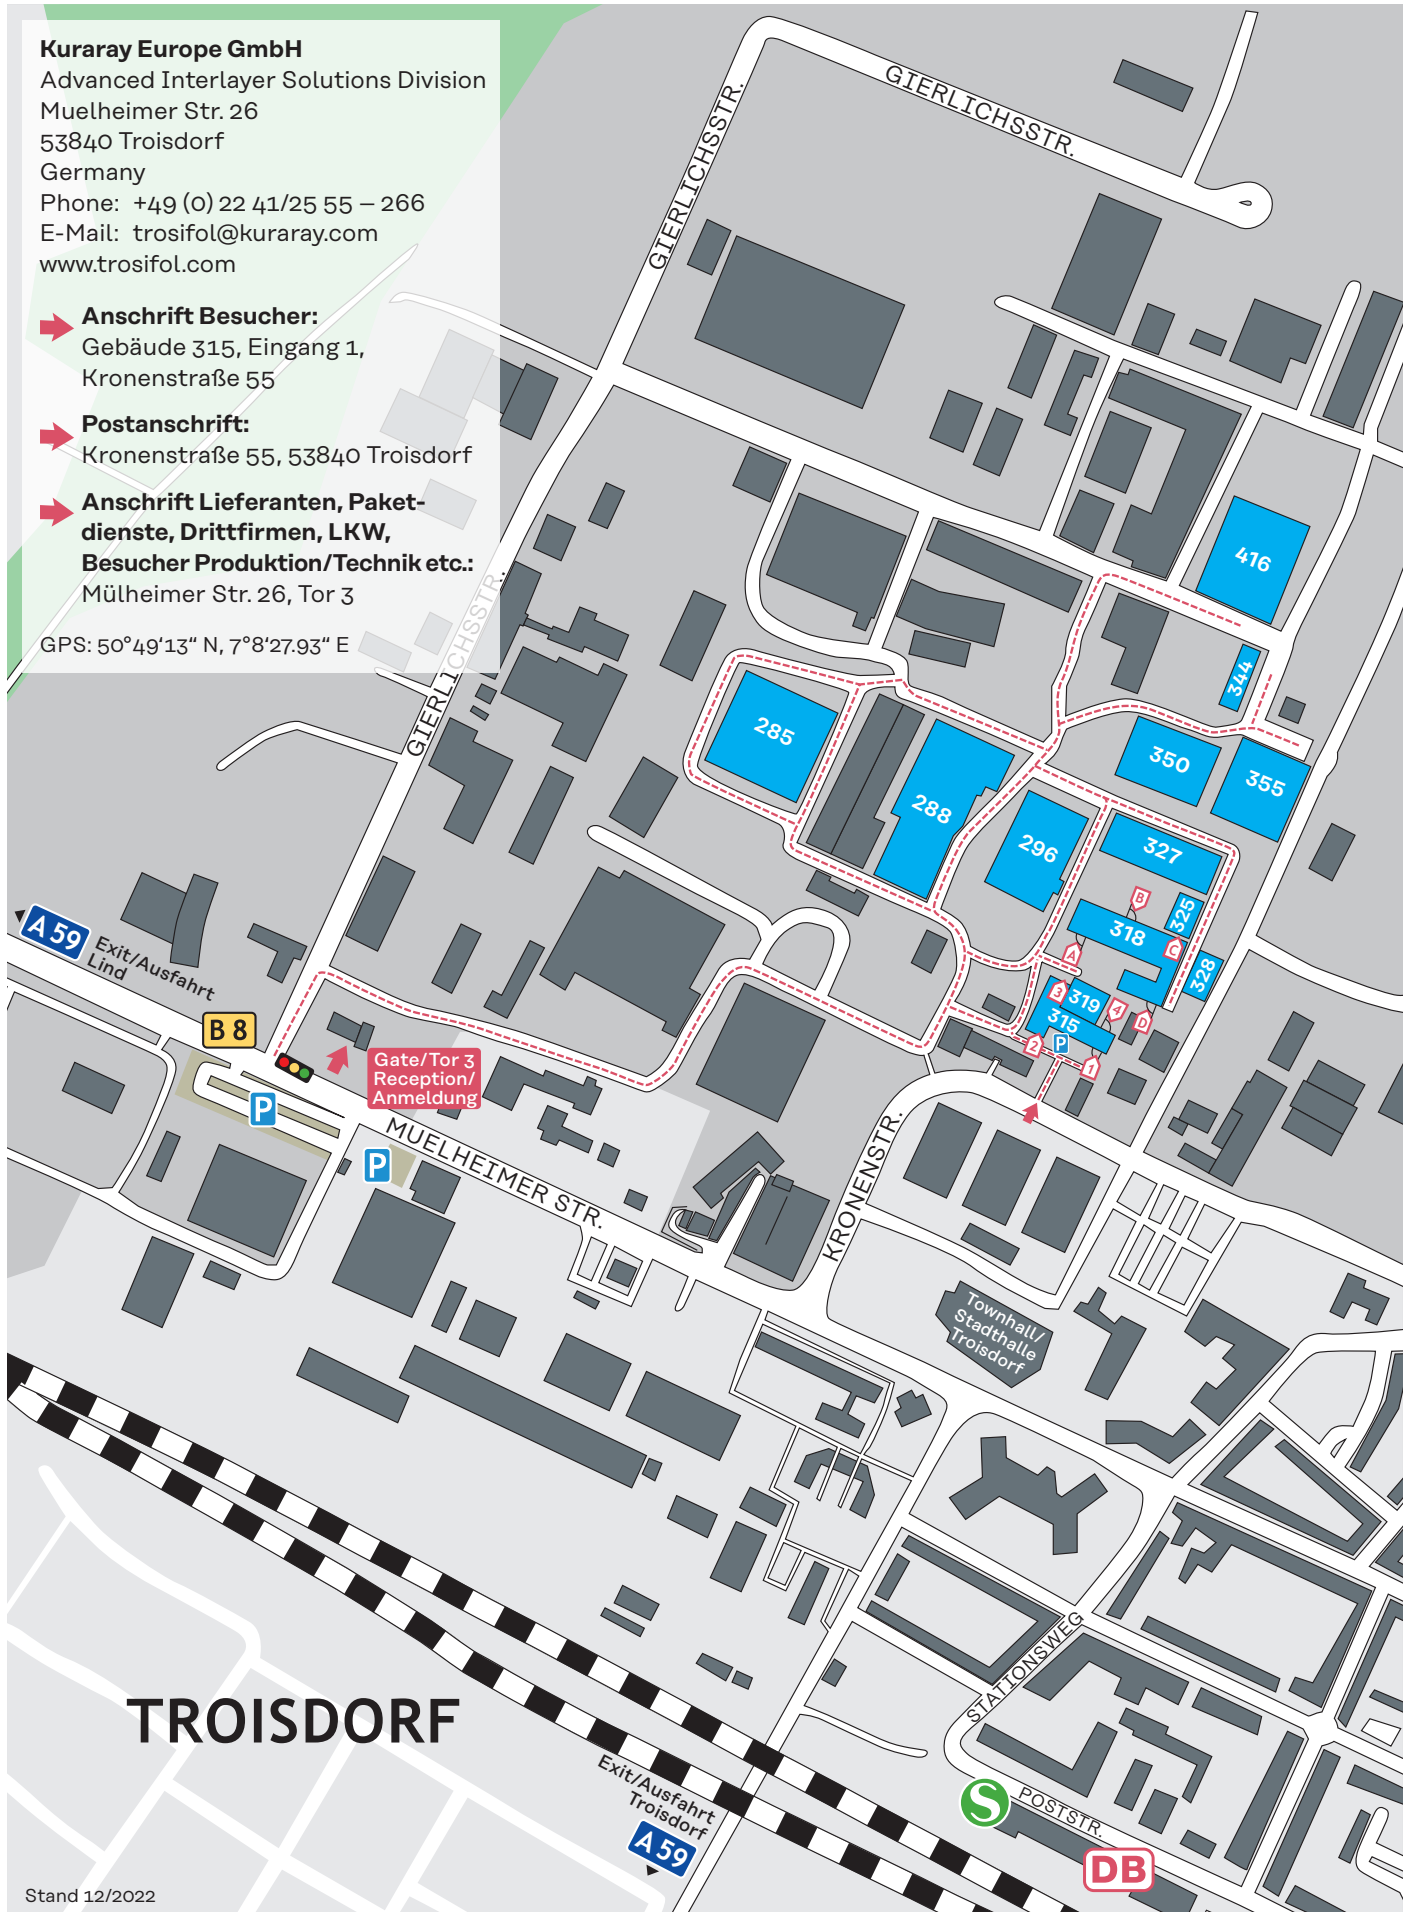 Kuraray Europe GmbH
Advanced Interlayer Solutions Division
Muelheimer Str. 26
53840 Troisdorf
Germany
Phone: +49 (0) 22 41/25 55 – 266
E-Mail: trosifol@kuraray.com
www.trosifol.com
Anschrift Besucher:
Gebäude 315, Eingang 1,
Kronenstraße 55
Postanschrift:
Kronenstraße 55, 53840 Troisdorf
Anschrift Lieferanten, Paket-
dienste, Drittfirmen, LKW,
Besucher Produktion/Technik etc.:
Mülheimer Str. 26, Tor 3
GPS: 50°49‘13“ N, 7°8‘27.93“ E
GIERLICHSSTR.
GIERLICHSSTR.
GIERLICHSSTR.
416
344
285
350
355
288
296
327
B
325
318
A
C
328
3
319
4
315
D
2
P
1
A 59
Exit/Ausfahrt
Lind
B 8
Gate/Tor 3
Reception/
Anmeldung
P
P
MUELHEIMER STR.
KRONENSTR.
Townhall/
Stadthalle
Troisdorf
STATIONSWEG
TROISDORF
Exit/Ausfahrt
Troisdorf
A 59
S
POSTSTR.
DB
Stand 12/2022